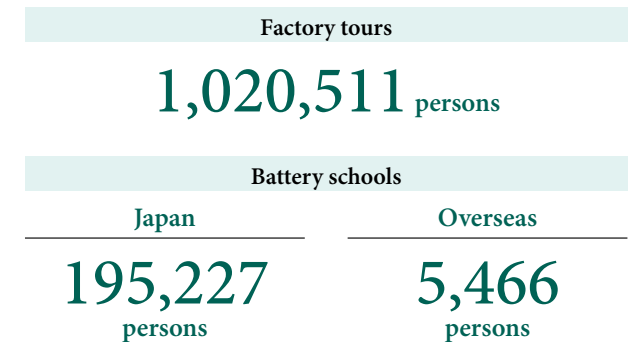 Factory tours
1,020,511 persons
Battery schools
Japan
Overseas
195,227
5,466
persons
persons